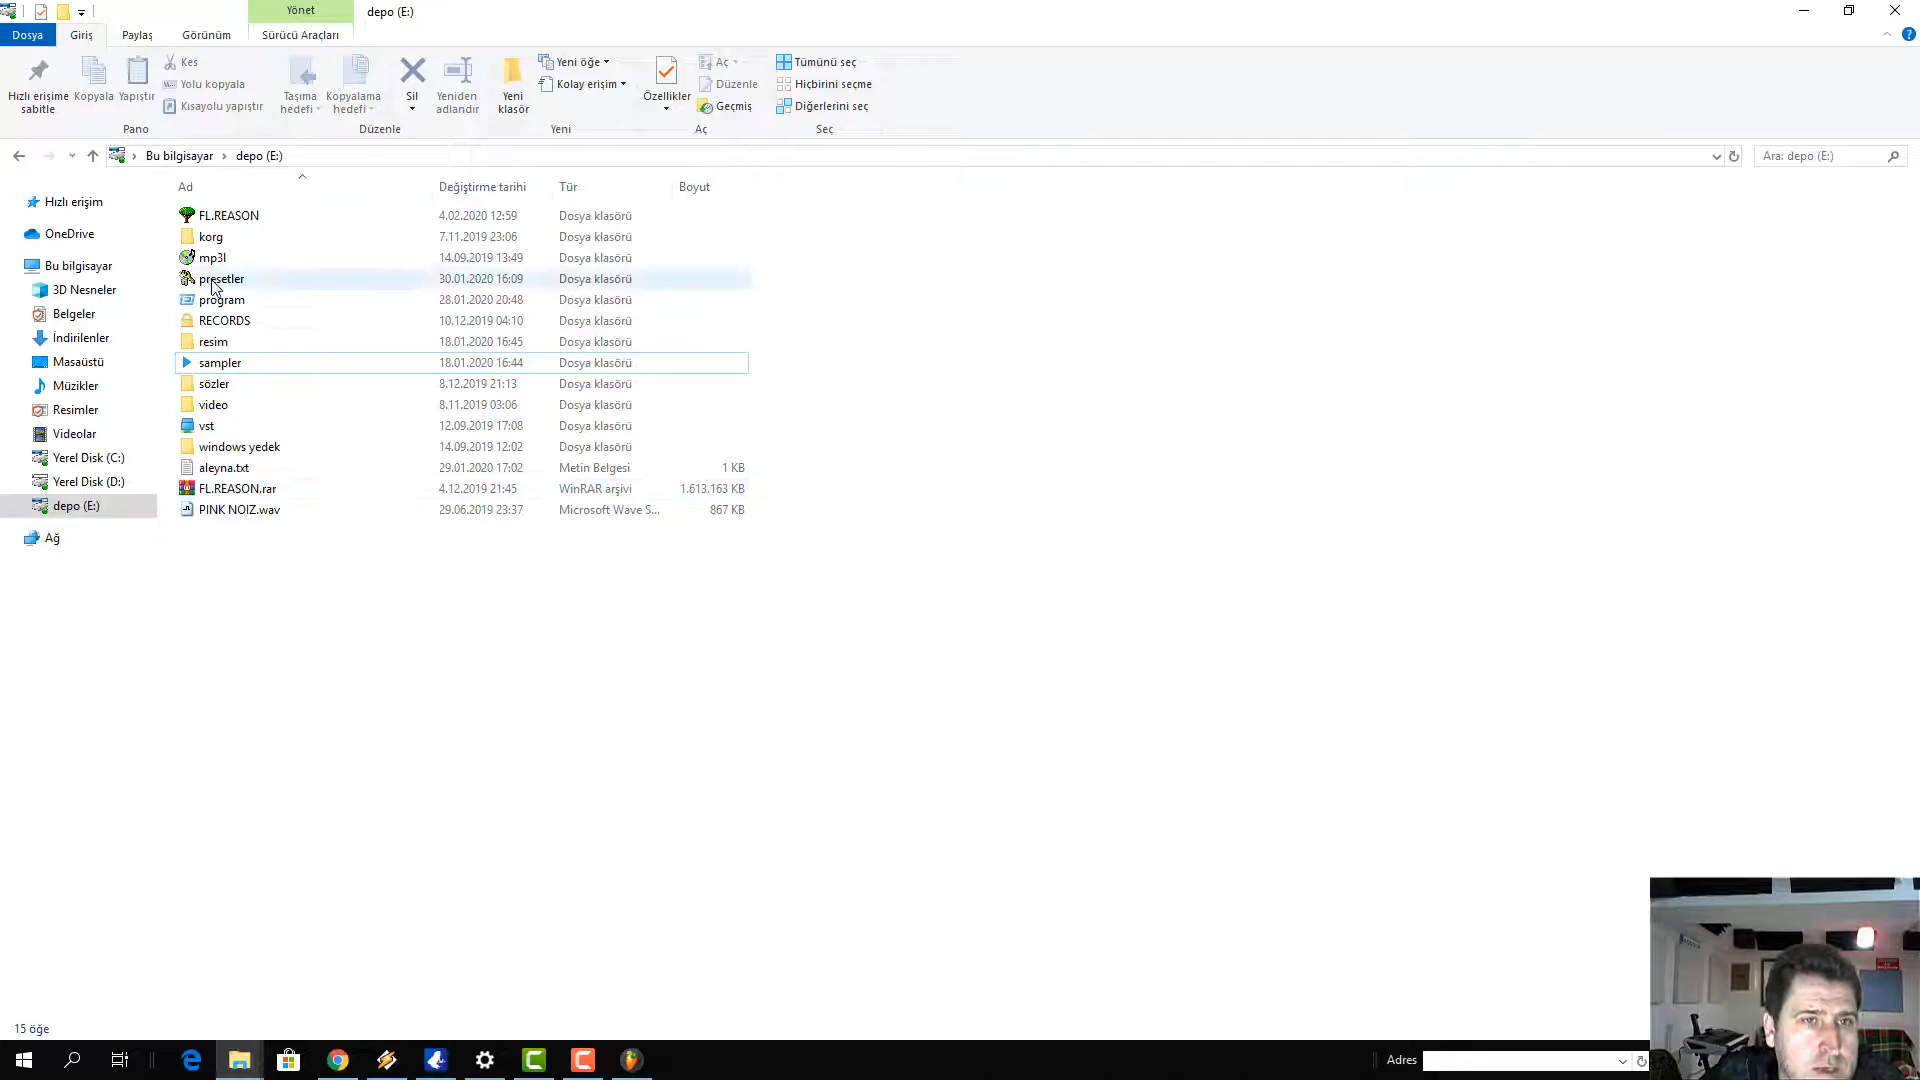 Yönet
depo (E:)
Dosya
Giriş
Paylaş
Görünüm
Sürücü Araçları
Hızlı erişime sabitle
Kopyala
Yapıştır
Kes
Yolu kopyala
Kısayolu yapıştır
Pano
Taşıma hedefi
Kopyalama hedefi
Sil
Yeniden adlandır
Düzenle
Yeni klasör
Yeni öğe
Kolay erişim
Yeni
Özellikler
Aç
Düzenle
Geçmiş
Aç
Tümünü seç
Hiçbirini seçme
Diğerlerini seç
Seç
Bu bilgisayar > depo (E:)
Ara: depo (E:)
Hızlı erişim
OneDrive
Bu bilgisayar
3D Nesneler
Belgeler
İndirilenler
Masaüstü
Müzikler
Resimler
Videolar
Yerel Disk (C:)
Yerel Disk (D:)
depo (E:)
Ağ
Ad Değiştirme tarihi Tür Boyut
FL.REASON 4.02.2020 12:59 Dosya klasörü
korg 7.11.2019 23:06 Dosya klasörü
mp3l 14.09.2019 13:49 Dosya klasörü
presetler 30.01.2020 16:09 Dosya klasörü
program 28.01.2020 20:48 Dosya klasörü
RECORDS 10.12.2019 04:10 Dosya klasörü
resim 18.01.2020 16:45 Dosya klasörü
sampler 18.01.2020 16:44 Dosya klasörü
sözler 8.12.2019 21:13 Dosya klasörü
video 8.11.2019 03:06 Dosya klasörü
vst 12.09.2019 17:08 Dosya klasörü
windows yedek 14.09.2019 12:02 Dosya klasörü
aleyna.txt 29.01.2020 17:02 Metin Belgesi 1 KB
FL.REASON.rar 4.12.2019 21:45 WinRAR arşivi 1.613.163 KB
PINK NOIZ.wav 29.06.2019 23:37 Microsoft Wave S... 867 KB
15 öğe
Adres